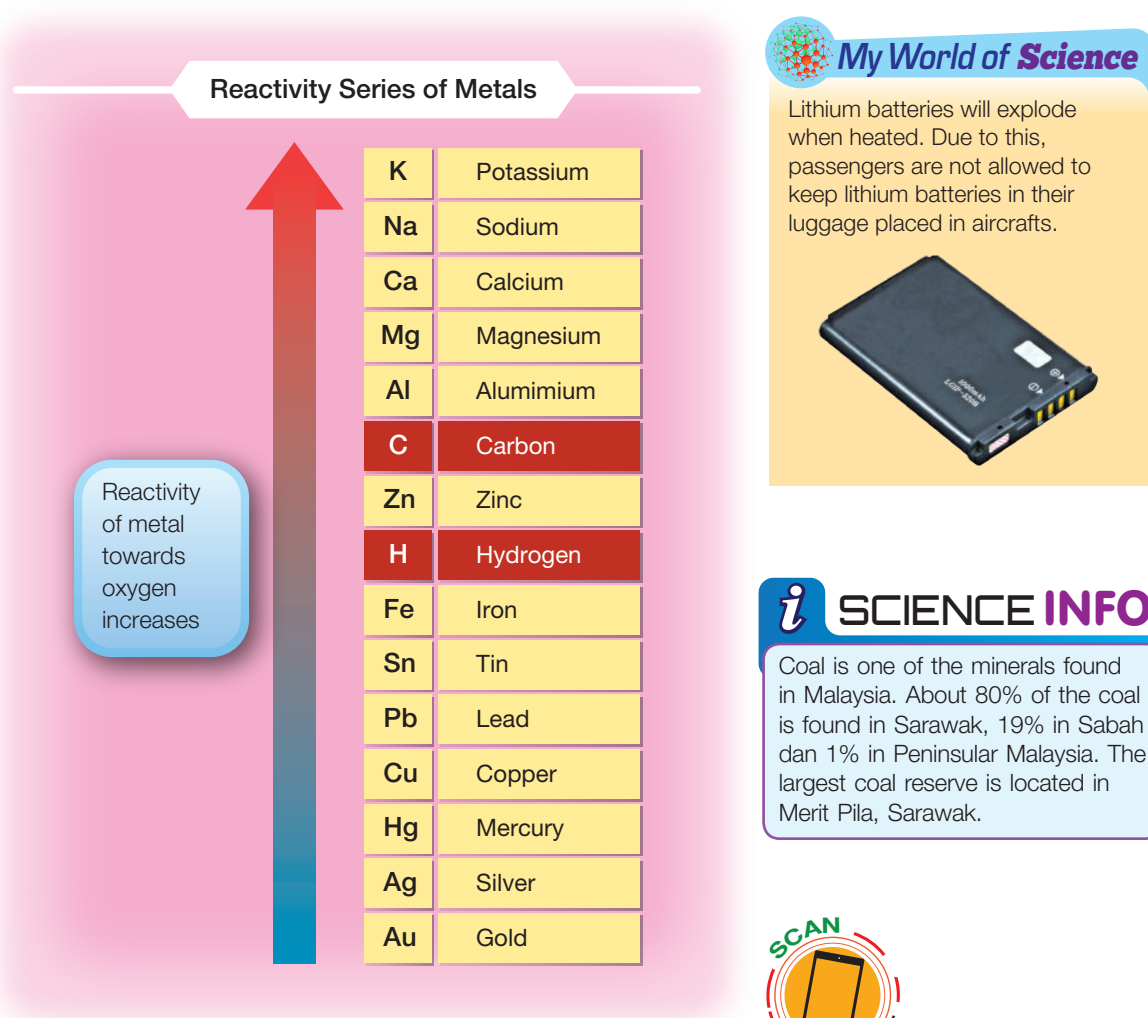 Reactivity Series of Metals
K Potassium
Na Sodium
Ca Calcium
Mg Magnesium
Al Alumimium
C Carbon
Zn Zinc
H Hydrogen
Fe Iron
Sn Tin
Pb Lead
Cu Copper
Hg Mercury
Ag Silver
Au Gold
Reactivity
of metal
towards
oxygen
increases
My World of Science
Lithium batteries will explode
when heated. Due to this,
passengers are not allowed to
keep lithium batteries in their
luggage placed in aircrafts.
1000mAh
i SCIENCE INFO
Coal is one of the minerals found
in Malaysia. About 80% of the coal
is found in Sarawak, 19% in Sabah
dan 1% in Peninsular Malaysia. The
largest coal reserve is located in
Merit Pila, Sarawak.
SCAN